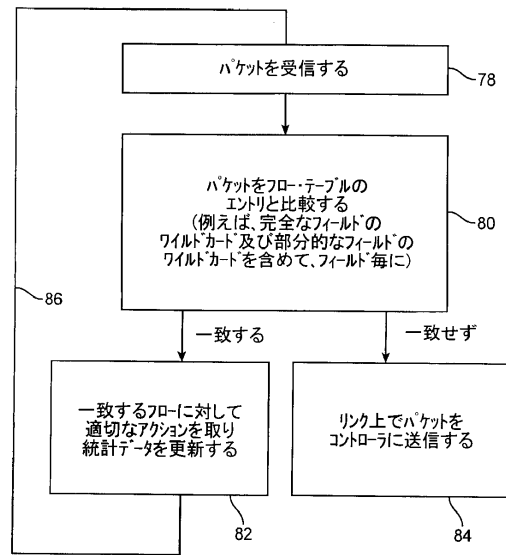 パケットを受信する
78
パケットをフロー・テーブルの
エントリと比較する
(例えば、完全なフィールドの
ワイルドカード及び部分的なフィールドの
ワイルドカードを含めて、フィールド毎に)
80
86
一致する
一致せず
一致するフローに対して
適切なアクションを取り
統計データを更新する
82
リンク上でパケットを
コントローラに送信する
84